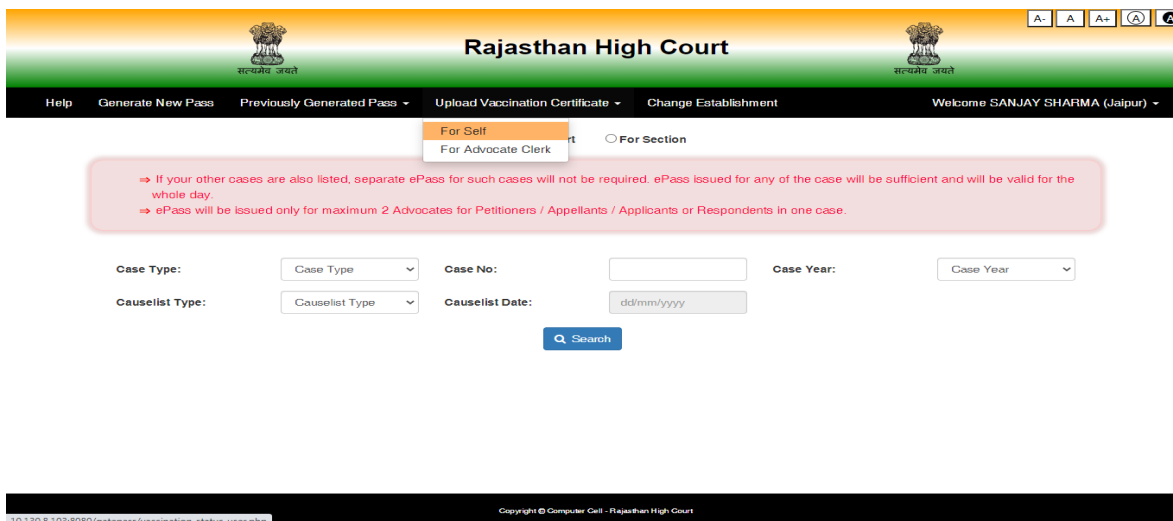 A- A A+ A A
Rajasthan High Court
सत्यमेव जयते सत्यमेव जयते
Help Generate New Pass Previously Generated Pass Upload Vaccination Certificate Change Establishment Welcome SANJAY SHARMA (Jaipur)
For Self
For Section
For Advocate Clerk
⇒ If your other cases are also listed, separate ePass for such cases will not be required. ePass issued for any of the case will be sufficient and will be valid for the
whole day.
⇒ ePass will be issued only for maximum 2 Advocates for Petitioners / Appellants / Applicants or Respondents in one case.
Case Type: Case Type Case No: Case Year: Case Year
Causelist Type: Causelist Type Causelist Date: dd/mm/yyyy
Search
Copyright @ Computer Cell - Rajasthan High Court